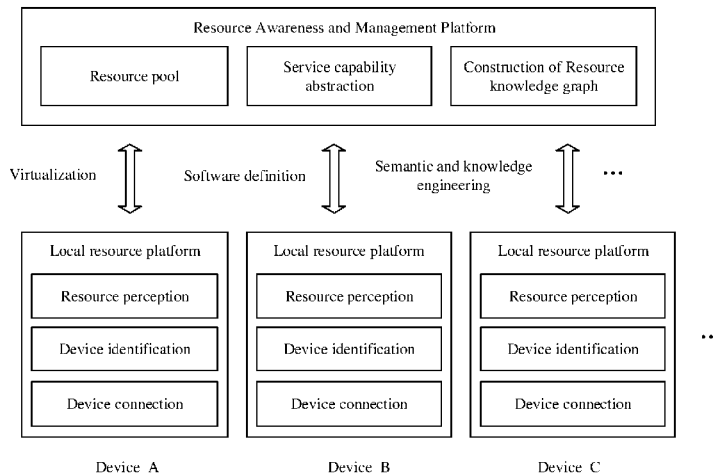 Resource Awareness and Management Platform
Resource pool
Service capability
abstraction
Construction of Resource
knowledge graph
Virtualization
Software definition
Semantic and knowledge
engineering
...
Local resource platform
Resource perception
Device identification
Device connection
Local resource platform
Resource perception
Device identification
Device connection
Local resource platform
Resource perception
Device identification
Device connection
..
Device A
Device B
Device C